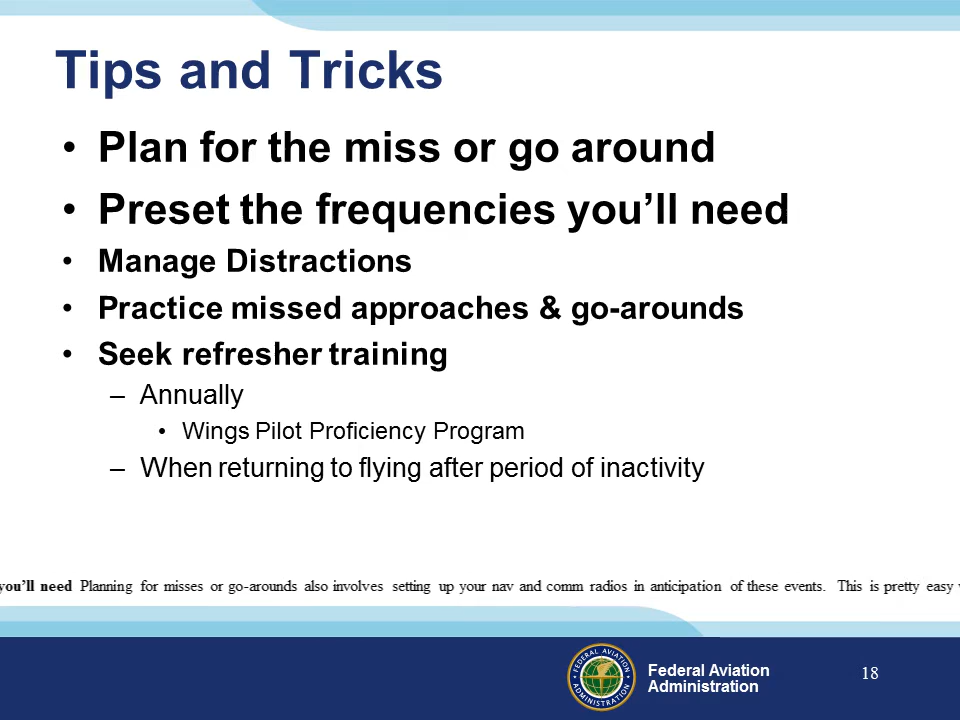 Tips and Tricks
• Plan for the miss or go around
• Preset the frequencies you'll need
• Manage Distractions
• Practice missed approaches & go-arounds
• Seek refresher training
– Annually
• Wings Pilot Proficiency Program
– When returning to flying after period of inactivity
you'll need Planning for misses or go-arounds also involves setting up your nav and comm radios in anticipation of these events. This is pretty easy
FEDERAL AVIATION
ADMINISTRATION
Federal Aviation
Administration
18